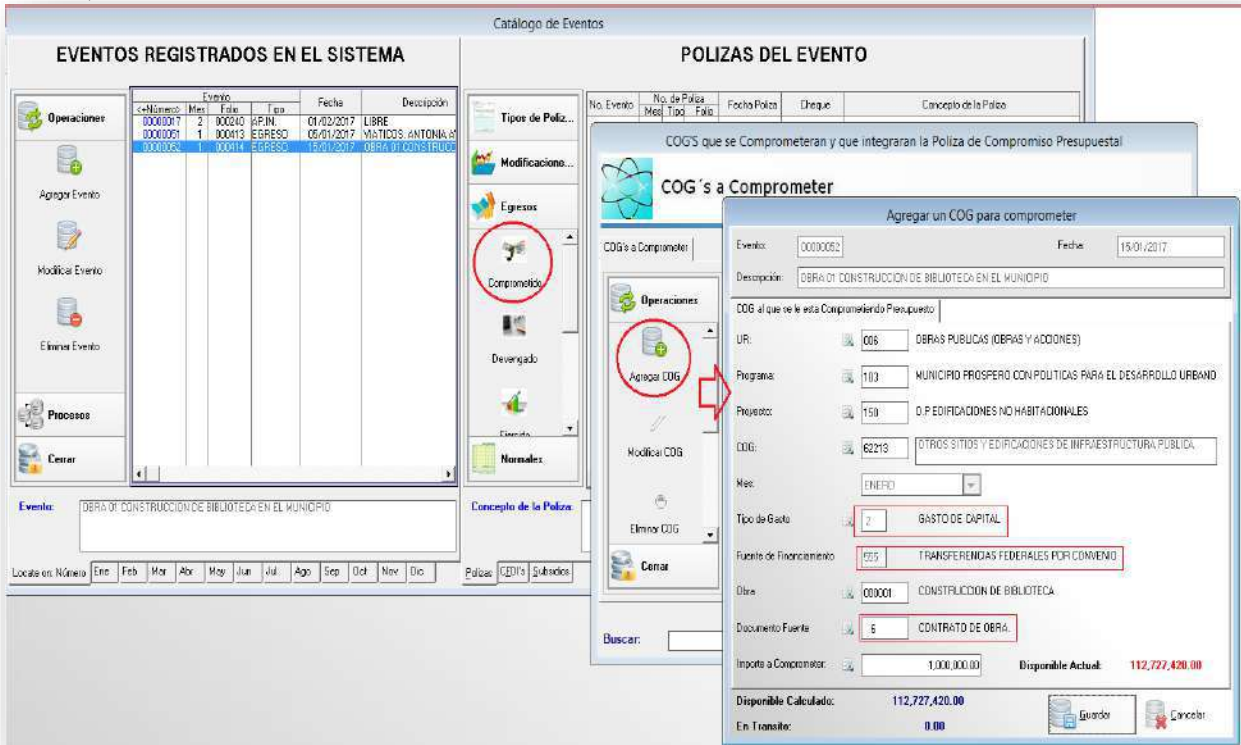 Catálogo de Eventos
EVENTOS REGISTRADOS EN EL SISTEMA
Operaciones
Agregar Evento
Modificar Evento
Eliminar Evento
Procesos
Cerrar
Evento
<+Número> Mes Folio Tipo Fecha Descripción
00000017 2 000240 AP.IN. 01/02/2017 LIBRE
00000051 1 000413 EGRESO 05/01/2017 VIATICOS. ANTONIA
00000052 1 000414 EGRESO 15/01/2017 OBRA 01 CONSTRUCC
Evento: OBRA 01 CONSTRUCCION DE BIBLIOTECA EN EL MUNICIPIO
Locate en: Número Ene Feb Mar Abr May Jun Jul Ago Sep Oct Nov Dic
POLIZAS DEL EVENTO
Tipos de Poliz...
Modificacione...
Egresos
Comprometido
Devengado
Normales
No. Evento No. de Poliza Fecha Poliza Cheque Concepto de la Poliza
Mes Tipo Folio
Concepto de la Poliza:
Polizas CFDI's Subsidios
COG'S que se Comprometeran y que integraran la Poliza de Compromiso Presupuestal
COG´s a Comprometer
COG's a Comprometer
Operaciones
Agregar COG
Modificar COG
Eliminar COG
Cerrar
Buscar:
Agregar un COG para comprometer
Evento: 00000052 Fecha: 15/01/2017
Descripción: OBRA 01 CONSTRUCCION DE BIBLIOTECA EN EL MUNICIPIO
COG al que se le esta Comprometiendo Presupuesto
UR: 006 OBRAS PUBLICAS (OBRAS Y ACCIONES)
Programa: 103 MUNICIPIO PROSPERO CON POLITICAS PARA EL DESARROLLO URBANO
Proyecto: 150 O.P EDIFICACIONES NO HABITACIONALES
COG: 62213 OTROS SITIOS Y EDIFICACIONES DE INFRAESTRUCTURA PUBLICA
Mes: ENERO
Tipo de Gasto 2 GASTO DE CAPITAL
Fuente de Financiamiento 555 TRANSFERENCIAS FEDERALES POR CONVENIO
Obra 000001 CONSTRUCCION DE BIBLIOTECA
Documento Fuente 6 CONTRATO DE OBRA.
Importe a Comprometer: 1,000,000.00 Disponible Actual: 112,727,420.00
Disponible Calculado: 112,727,420.00
En Transito: 0.00
Guardar Cancelar